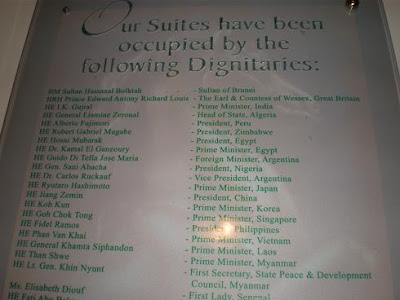 Our Suites have been
occupied by the
following Dignitaries:
HM Sultan Hassanal Bolkiah - Sultan of Brunei
HRH Prince Edward Antony Richard Louis - The Earl & Countess of Wessex, Great Britain
HE I.K. Gujral - Prime Minister, India
HE General Liamine Zeroual - Head of State, Algeria
HE Alberto Fujimori - President, Peru
HE Robert Gabriel Mugabe - President, Zimbabwe
HE Hosni Mubarak - President, Egypt
HE Dr. Kamal El Ganzoury - Prime Minister, Egypt
HE Guido Di Tella Jose Maria - Foreign Minister, Argentina
HE Gen. Sani Abacha - President, Nigeria
HE Dr. Carlos Ruckauf - Vice President, Argentina
HE Ryutaro Hashimoto - Prime Minister, Japan
HE Jiang Zemin - President, China
HE Koh Kun - Prime Minister, Korea
HE Goh Chok Tong - Prime Minister, Singapore
HE Fidel Ramos - President, Philippines
HE Phan Van Khai - Prime Minister, Vietnam
HE General Khamta Siphandon - Prime Minister, Laos
HE Than Shwe - Prime Minister, Myanmar
HE Lt. Gen. Khin Nyunt - First Secretary, State Peace & Development
Council, Myanmar
Ms. Elisabeth Diouf - First Lady, Senegal